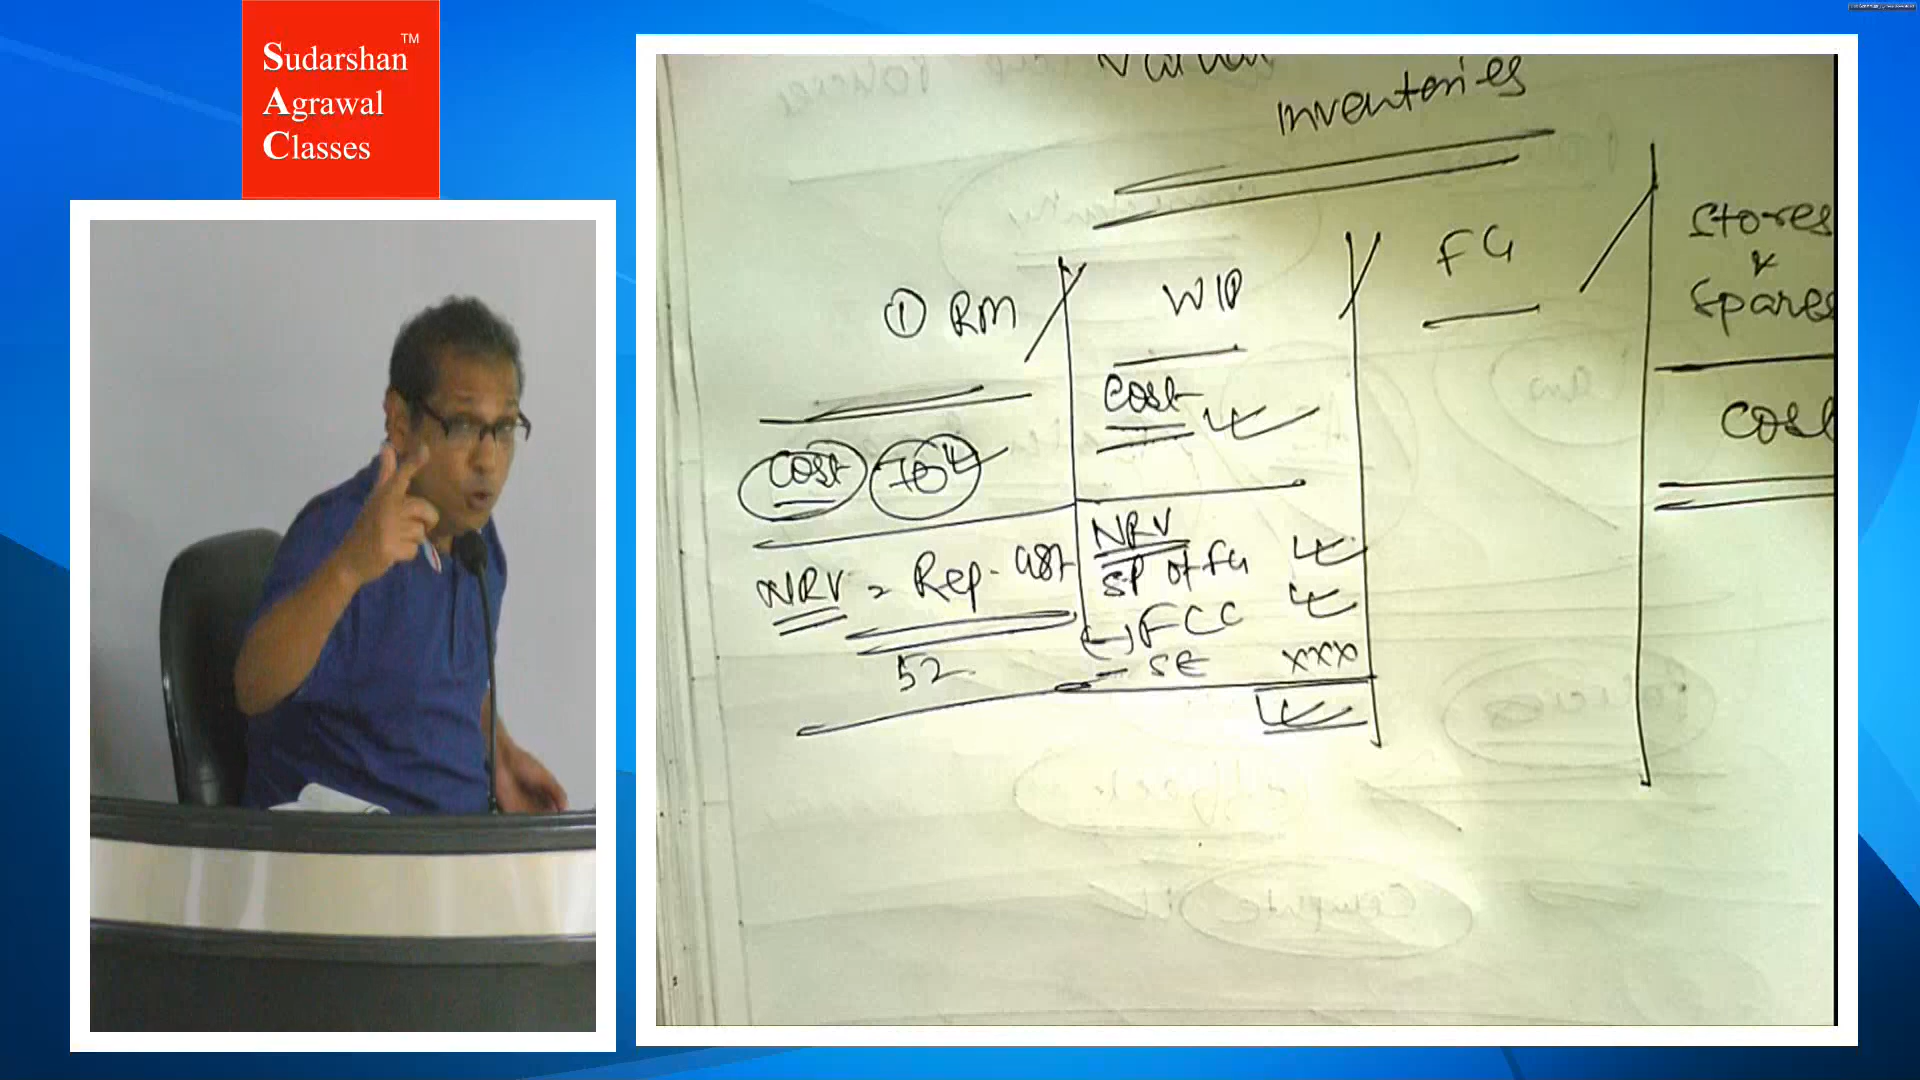 Sudarshan™
Agrawal
Classes
inventories
① RM
WIP
FG
Stores
&
Spares
Cost
Cost
Cost
NRV = Rep. Cost
52
NRV
SP of FG
(-) FCC
- SE xxx